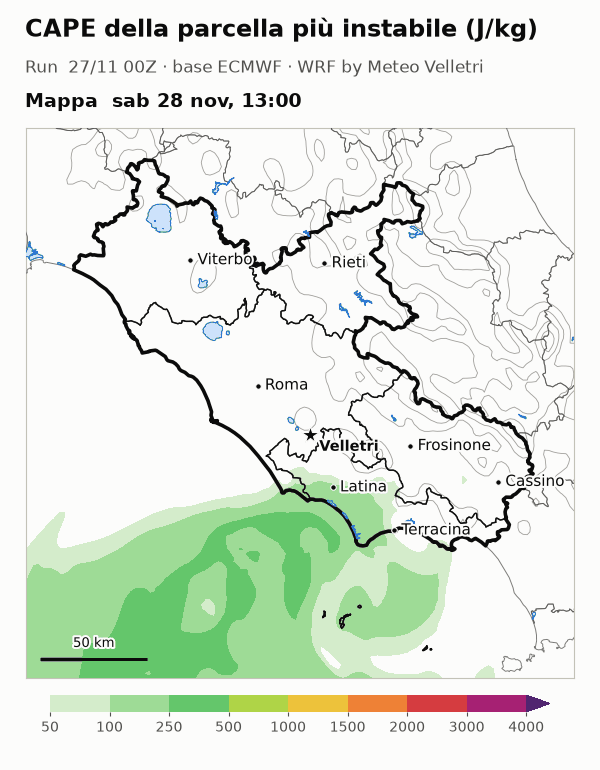 CAPE della parcella più instabile (J/kg)
Run  27/11 00Z · base ECMWF · WRF by Meteo Velletri
Mappa  sab 28 nov, 13:00
Viterbo
Rieti
Roma
Velletri
Frosinone
Latina
Cassino
Terracina
50 km
50 100 250 500 1000 1500 2000 3000 4000